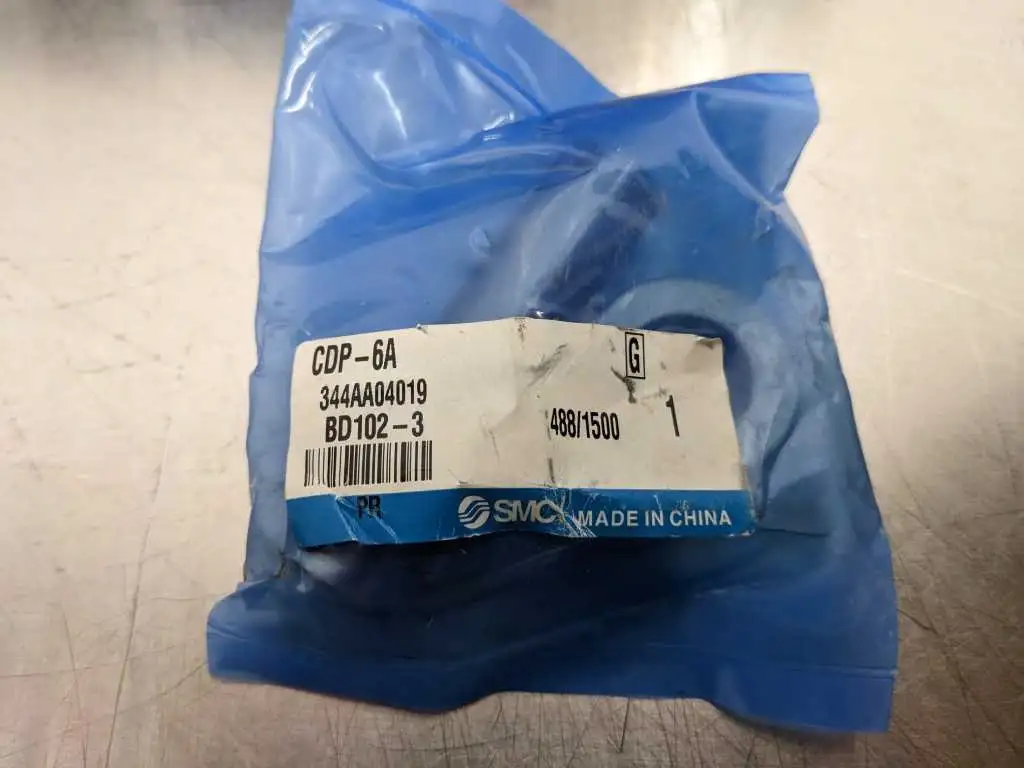 CDP-6A
G
344AA04019
BD102-3
488/1500
1
PR
SMC MADE IN CHINA